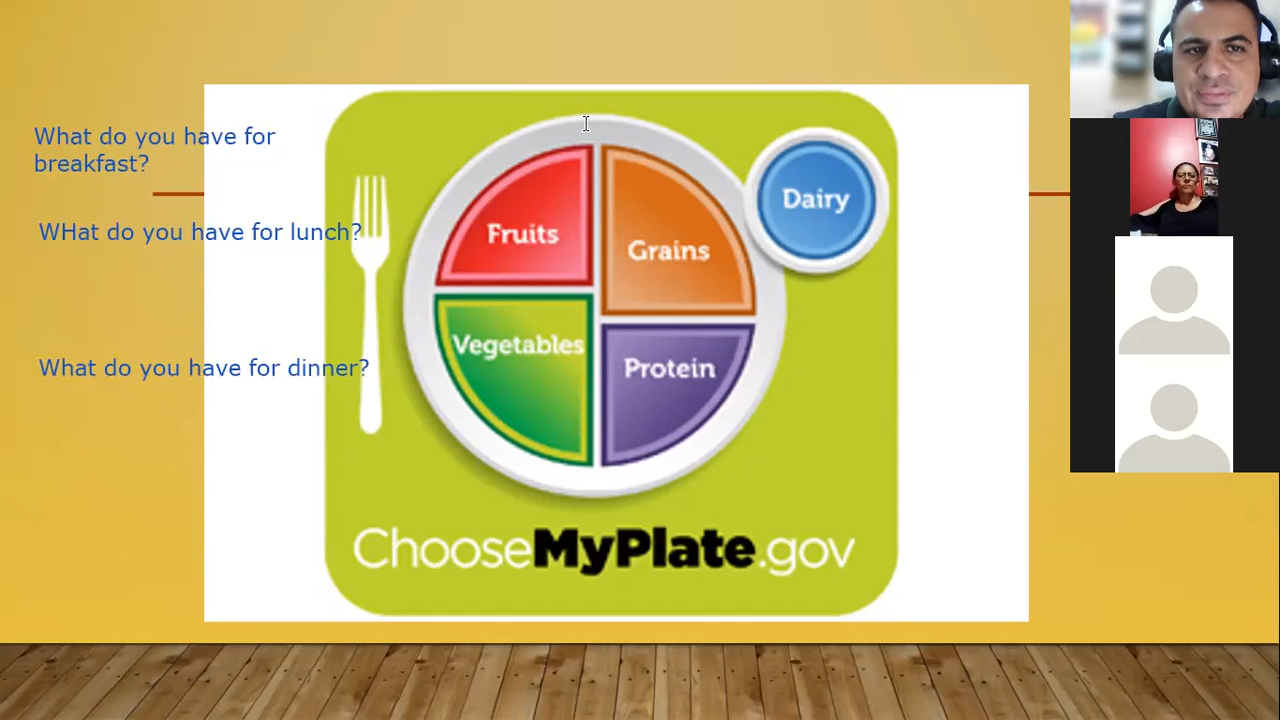 What do you have for
breakfast?
WHat do you have for lunch?
What do you have for dinner?
Fruits
Grains
Dairy
Vegetables
Protein
ChooseMyPlate.gov